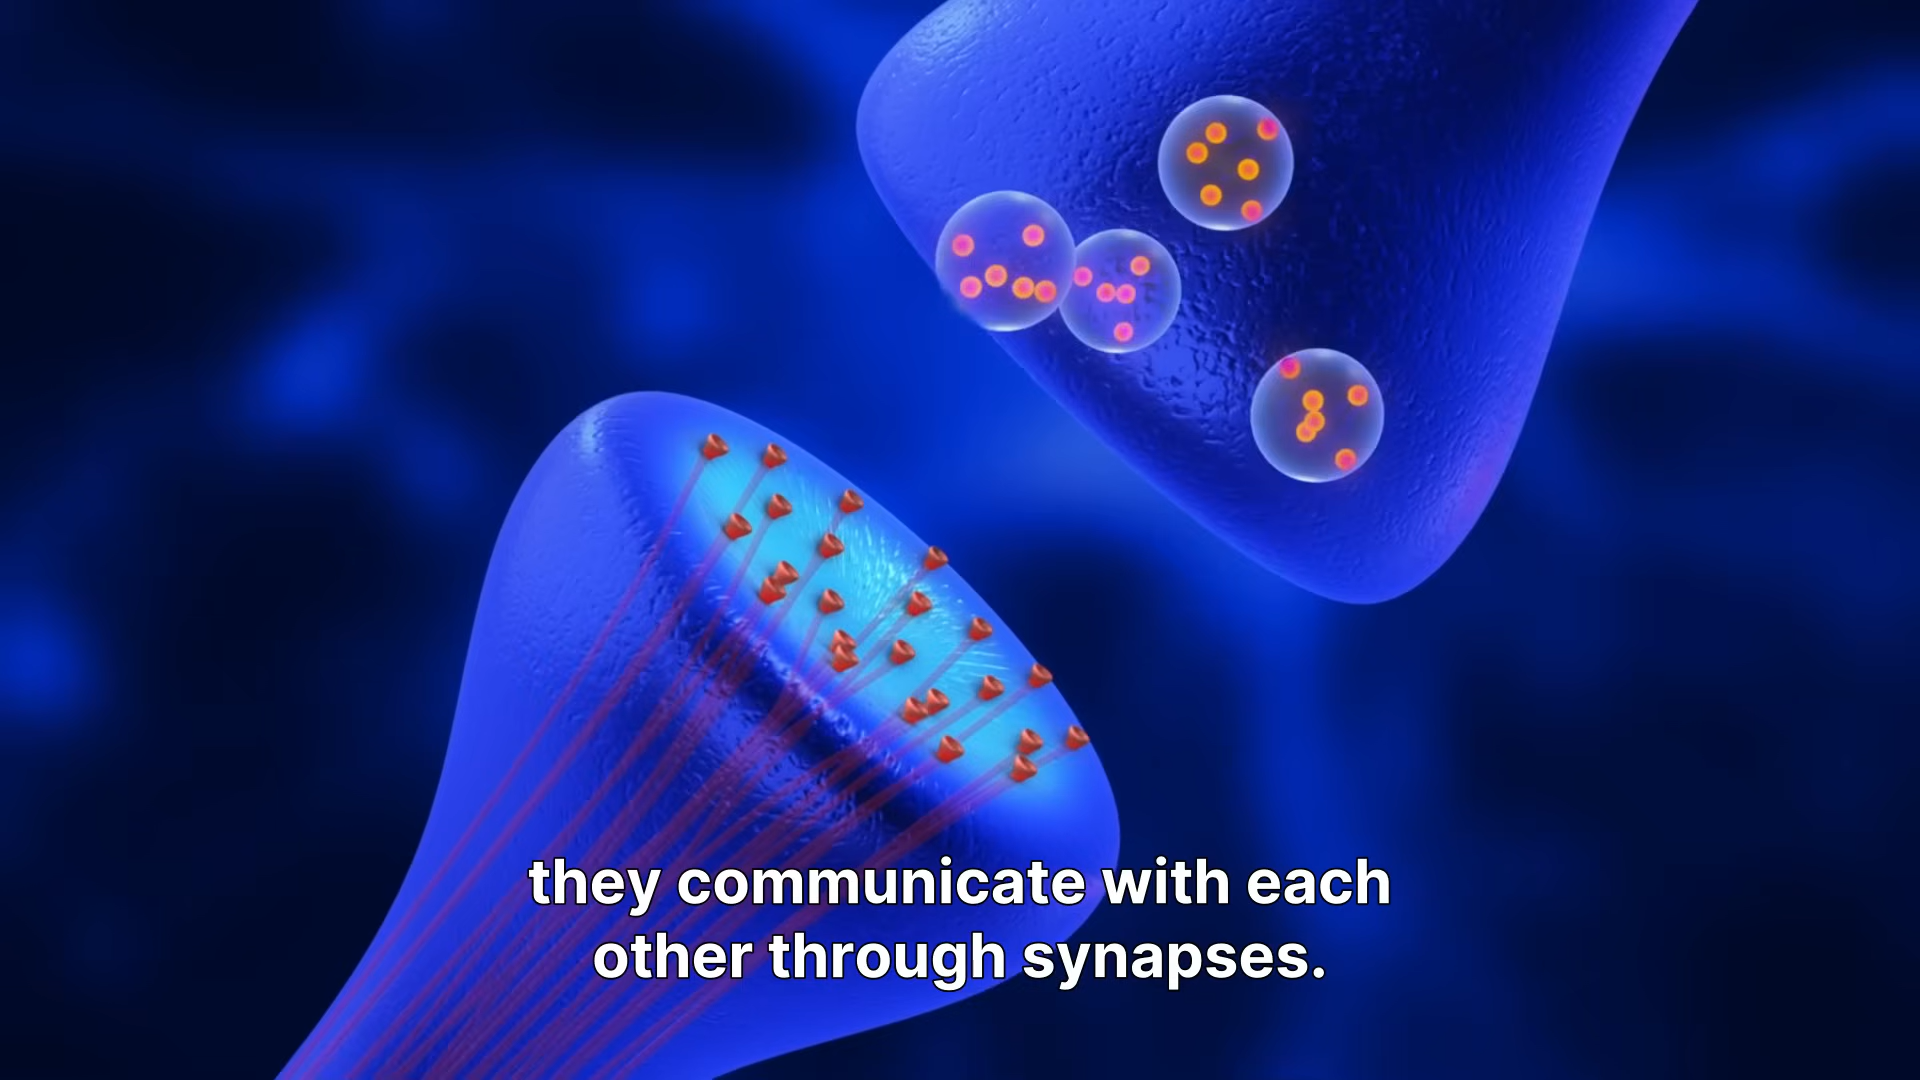 they communicate with each
other through synapses.